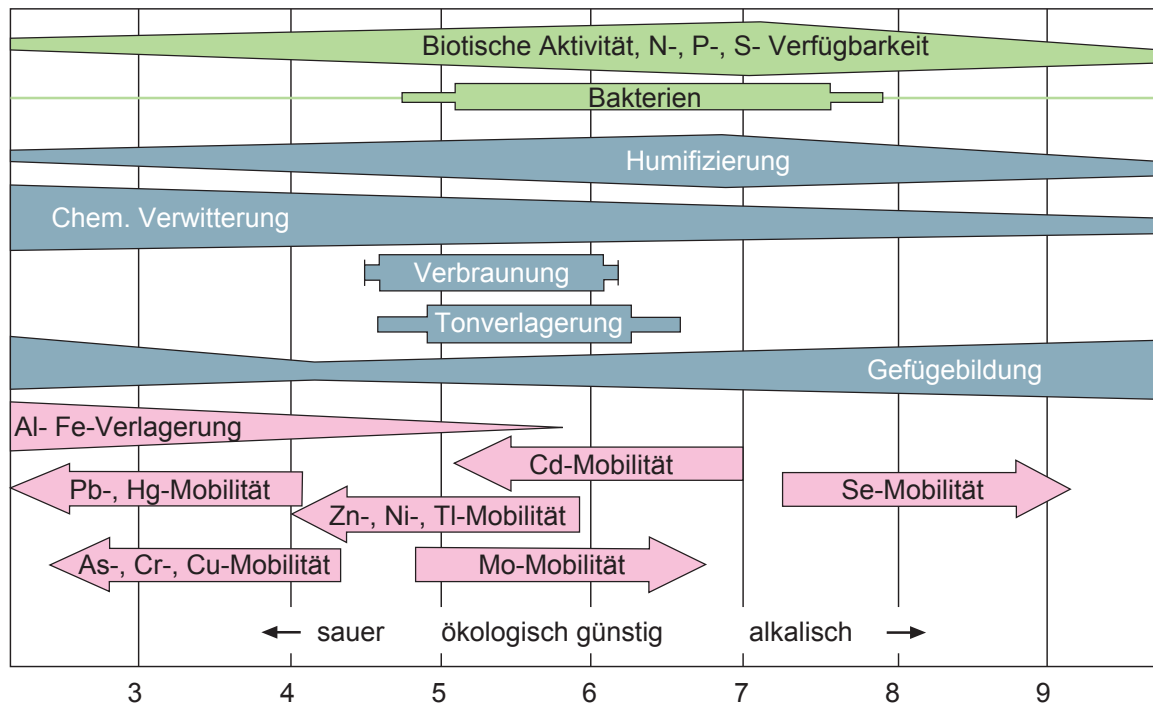 Biotische Aktivität, N-, P-, S- Verfügbarkeit
Bakterien
Humifizierung
Chem. Verwitterung
Verbraunung
Tonverlagerung
Gefügebildung
Al- Fe-Verlagerung
Cd-Mobilität
Pb-, Hg-Mobilität
Se-Mobilität
Zn-, Ni-, Tl-Mobilität
As-, Cr-, Cu-Mobilität
Mo-Mobilität
← sauer ökologisch günstig alkalisch →
3 4 5 6 7 8 9